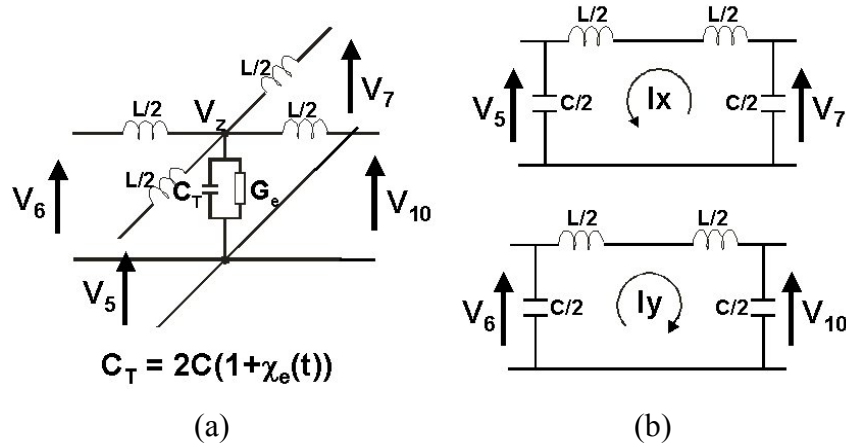 L/2
V7
L/2
Vz
L/2
V6
L/2
CT
Ge
V10
V5
CT = 2C(1+χe(t))
(a)
L/2
L/2
V5
C/2
Ix
C/2
V7
L/2
L/2
V6
C/2
Iy
C/2
V10
(b)